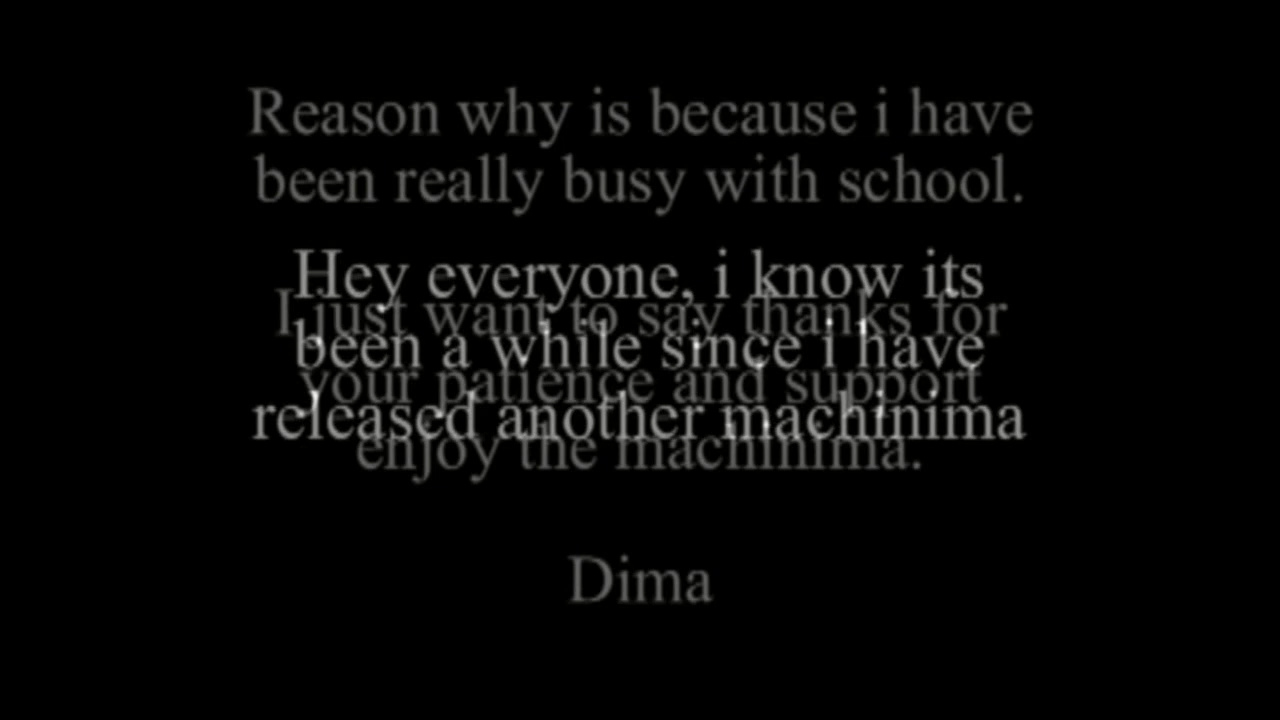 Reason why is because i have
been really busy with school.
Hey everyone, i know its
I just want to say thanks for
been a while since i have
your patience and support
released another machinima
enjoy the machinima.
Dima